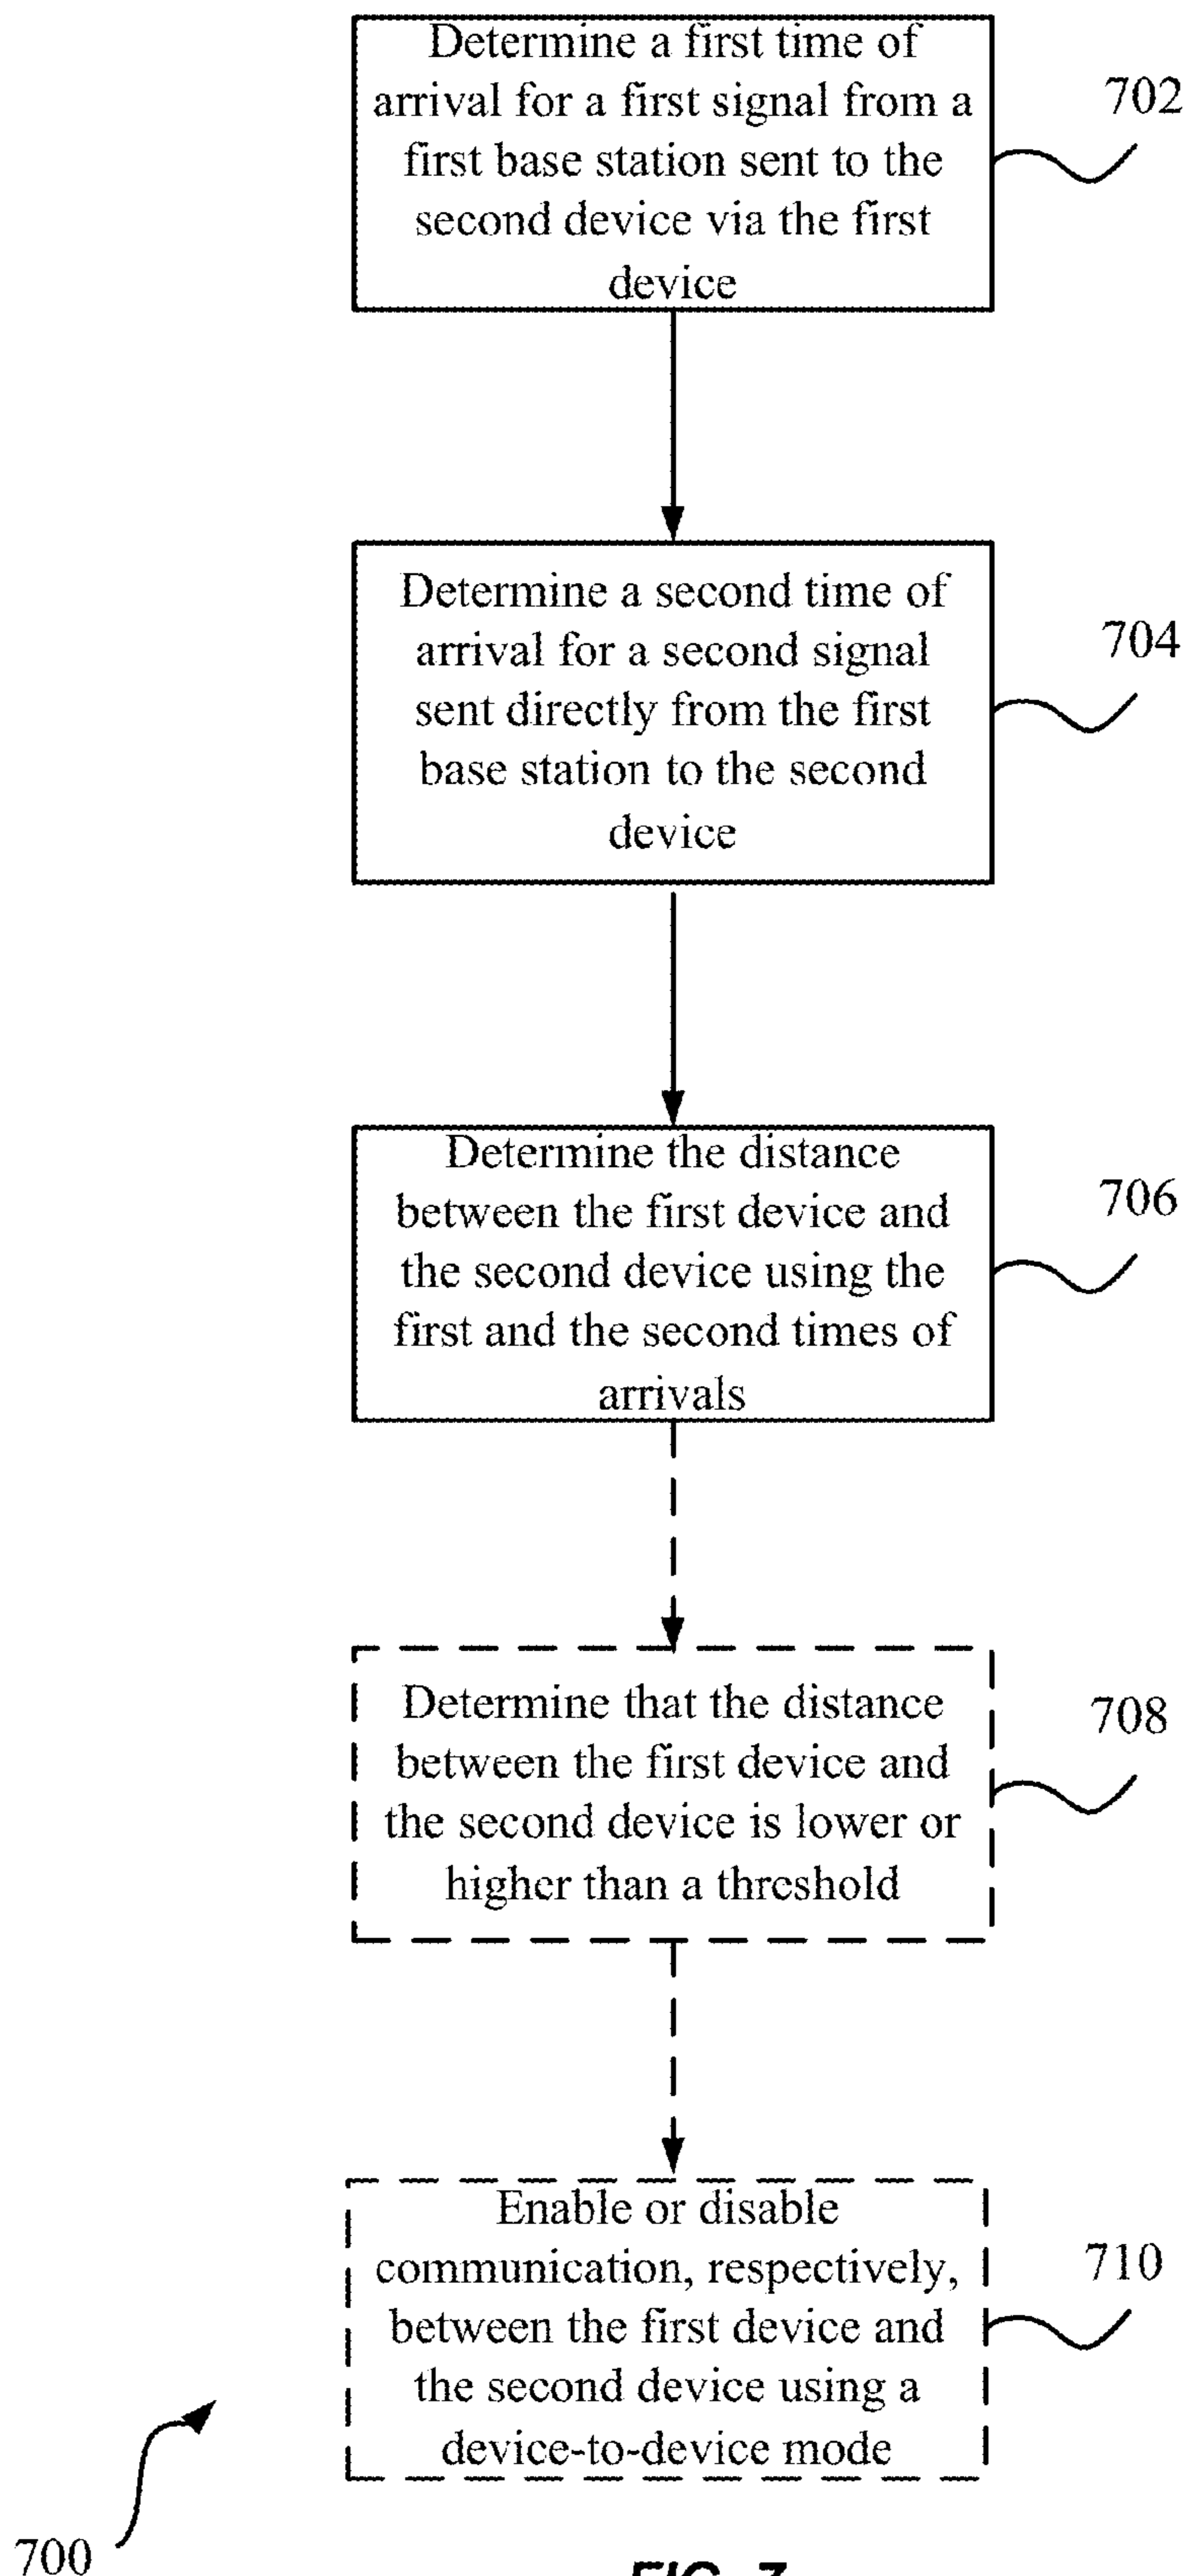 Determine a first time of
arrival for a first signal from a
first base station sent to the
second device via the first
device
702
Determine a second time of
arrival for a second signal
sent directly from the first
base station to the second
device
704
Determine the distance
between the first device and
the second device using the
first and the second times of
arrivals
706
Determine that the distance
between the first device and
the second device is lower or
higher than a threshold
708
Enable or disable
communication, respectively,
between the first device and
the second device using a
device-to-device mode
710
700
FIG. 7